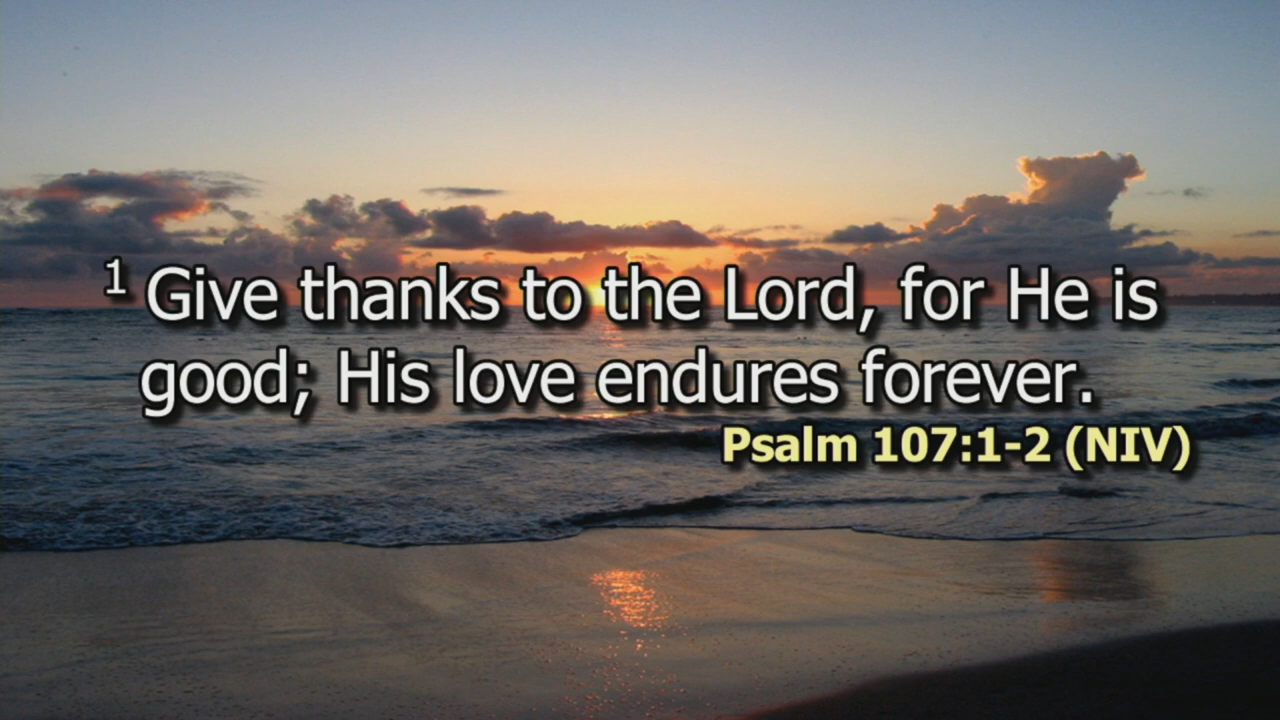 1 Give thanks to the Lord, for He is
good; His love endures forever.
Psalm 107:1-2 (NIV)